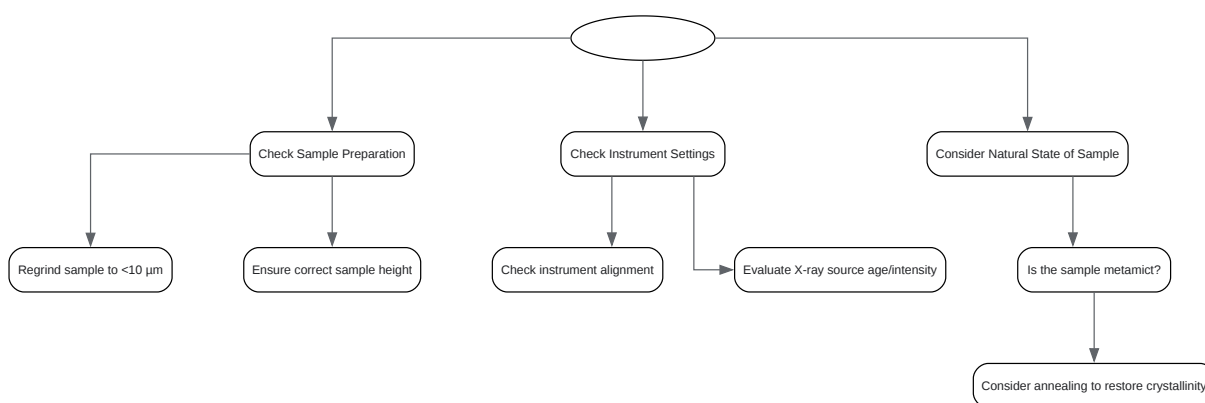 Check Sample Preparation
Check Instrument Settings
Consider Natural State of Sample
Regrind sample to <10 µm
Ensure correct sample height
Check instrument alignment
Evaluate X-ray source age/intensity
Is the sample metamict?
Consider annealing to restore crystallinity